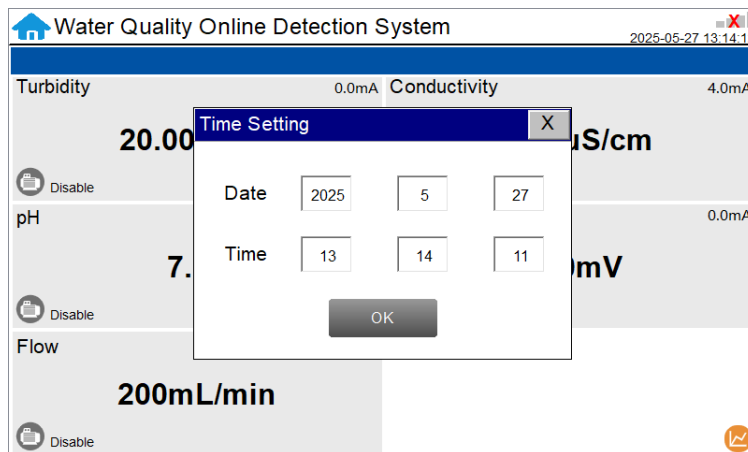 Water Quality Online Detection System
X
2025-05-27 13:14:1
Turbidity 0.0mA Conductivity 4.0mA
Time Setting X
20.00 S/cm
Disable
Date 2025 5 27
pH 0.0mA
Time 13 14 11
7. mV
Disable
OK
Flow
200mL/min
Disable